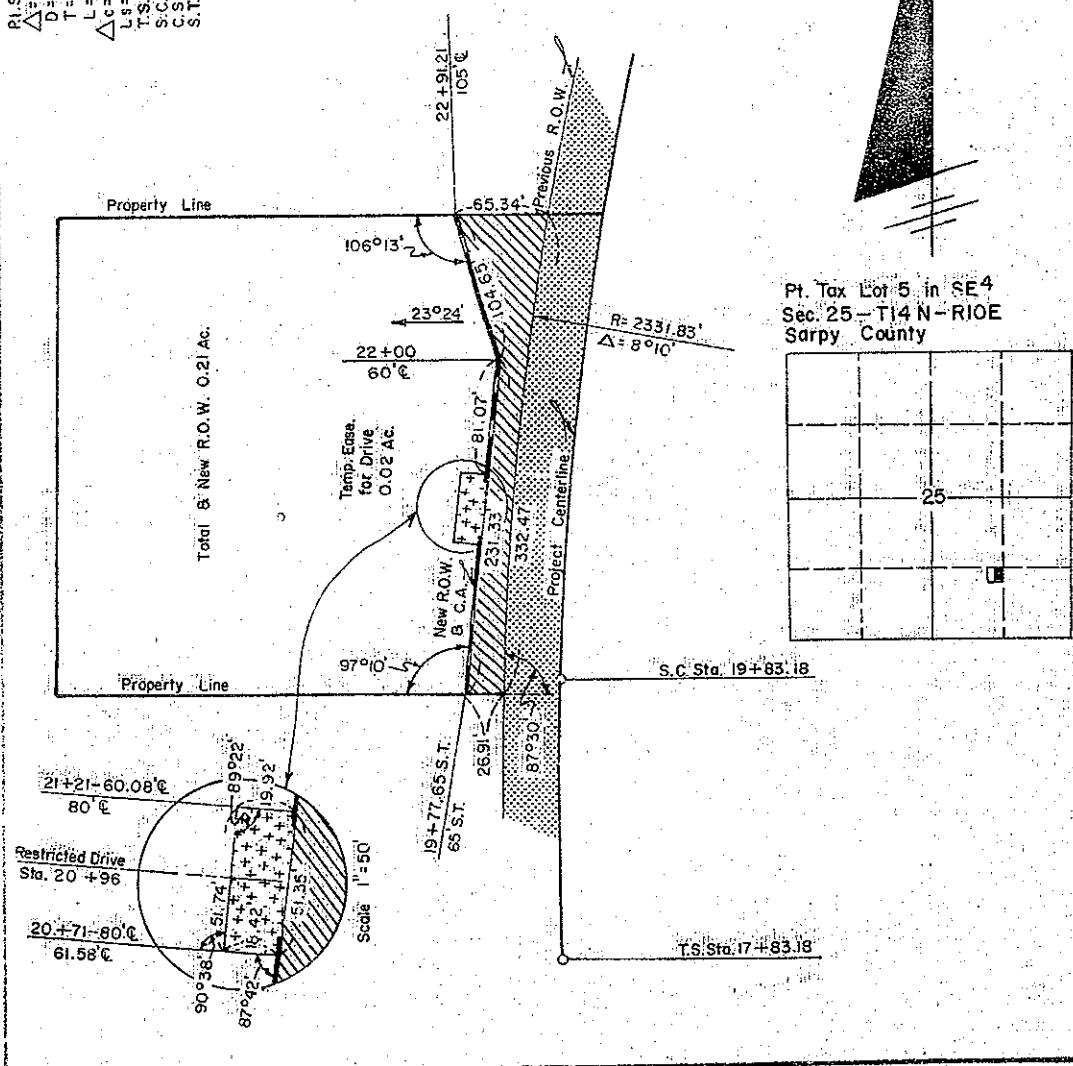 P.I.S
△=
D=
T=
L=
△c=
Ls=
T.S.
S.C.
C.S
S.T.
22+91.21
105' ℄
Property Line
65.34'
Previous R.O.W.
106°13'
104.65'
23°24'
22+00
60' ℄
R= 2331.83'
△= 8°10'
Total & New R.O.W. 0.21 Ac.
Temp. Ease.
for Drive
0.02 Ac.
81.07'
231.33
332.47'
Project Centerline
New R.O.W.
& C.A.
97°10'
Property Line
26.91'
87°30'
S.C. Sta. 19+83.18
19+77.65 S.T.
65' S.T.
T.S. Sta. 17+83.18
21+21-60.08' ℄
80' ℄
89°22'
19.92'
Restricted Drive
Sta. 20+96
51.74'
16.42'
51.35'
20+71-80' ℄
61.58' ℄
90°38'
87°42'
Scale 1"=50'
Pt. Tax Lot 5 in SE4
Sec. 25-T14N-R10E
Sarpy County
25